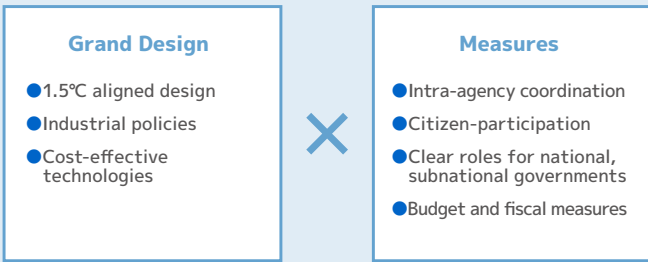 Grand Design
●1.5℃ aligned design
●Industrial policies
●Cost-effective
technologies
×
Measures
●Intra-agency coordination
●Citizen-participation
●Clear roles for national,
subnational governments
●Budget and fiscal measures